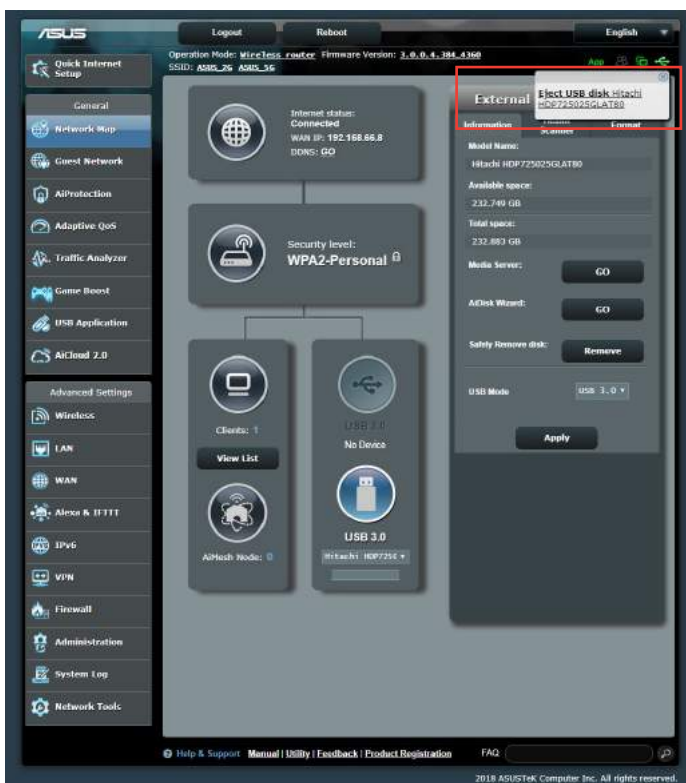 ASUS
Logout
Reboot
English
Quick Internet
Setup
Operation Mode: Wireless router Firmware Version: 3.0.0.4.384_4360
SSID: ASUS_2G ASUS_5G
App
General
Network Map
Guest Network
AiProtection
Adaptive QoS
Traffic Analyzer
Game Boost
USB Application
AiCloud 2.0
Advanced Settings
Wireless
LAN
WAN
Alexa & IFTTT
IPv6
VPN
Firewall
Administration
System Log
Network Tools
Internet status:
Connected
WAN IP: 192.168.66.8
DDNS: GO
Security level:
WPA2-Personal
Clients: 1
View List
AiMesh Node: 0
USB 3.0
No Device
USB 3.0
Hitachi HDP7250
External
Eject USB disk Hitachi
HDP725025GLAT80
Information
Scanner
Format
Model Name:
Hitachi HDP725025GLAT80
Available space:
232.749 GB
Total space:
232.883 GB
Media Server:
GO
AiDisk Wizard:
GO
Safely Remove disk:
Remove
USB Mode
USB 3.0
Apply
Help & Support Manual | Utility | Feedback | Product Registration
FAQ
2018 ASUSTeK Computer Inc. All rights reserved.